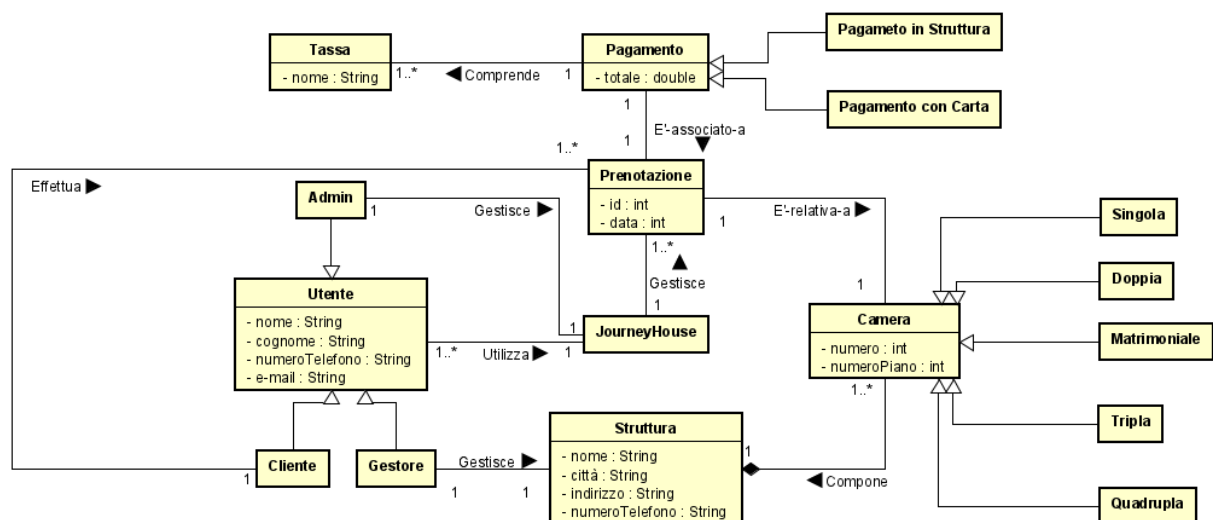 Tassa
- nome : String
1..*
Comprende
1
Pagamento
- totale : double
Pagameto in Struttura
Pagamento con Carta
1
1
E'-associato-a
1..*
Effettua
Admin
1
Gestisce
Prenotazione
- id : int
- data : int
1
E'-relativa-a
1
1..*
Gestisce
1
Singola
Doppia
Matrimoniale
Tripla
Quadrupla
Utente
- nome : String
- cognome : String
- numeroTelefono : String
- e-mail : String
1..*
Utilizza
1
1
JourneyHouse
Camera
- numero : int
- numeroPiano : int
1..*
Cliente
1
Gestore
1
Gestisce
1
Struttura
- nome : String
- città : String
- indirizzo : String
- numeroTelefono : String
1
Compone